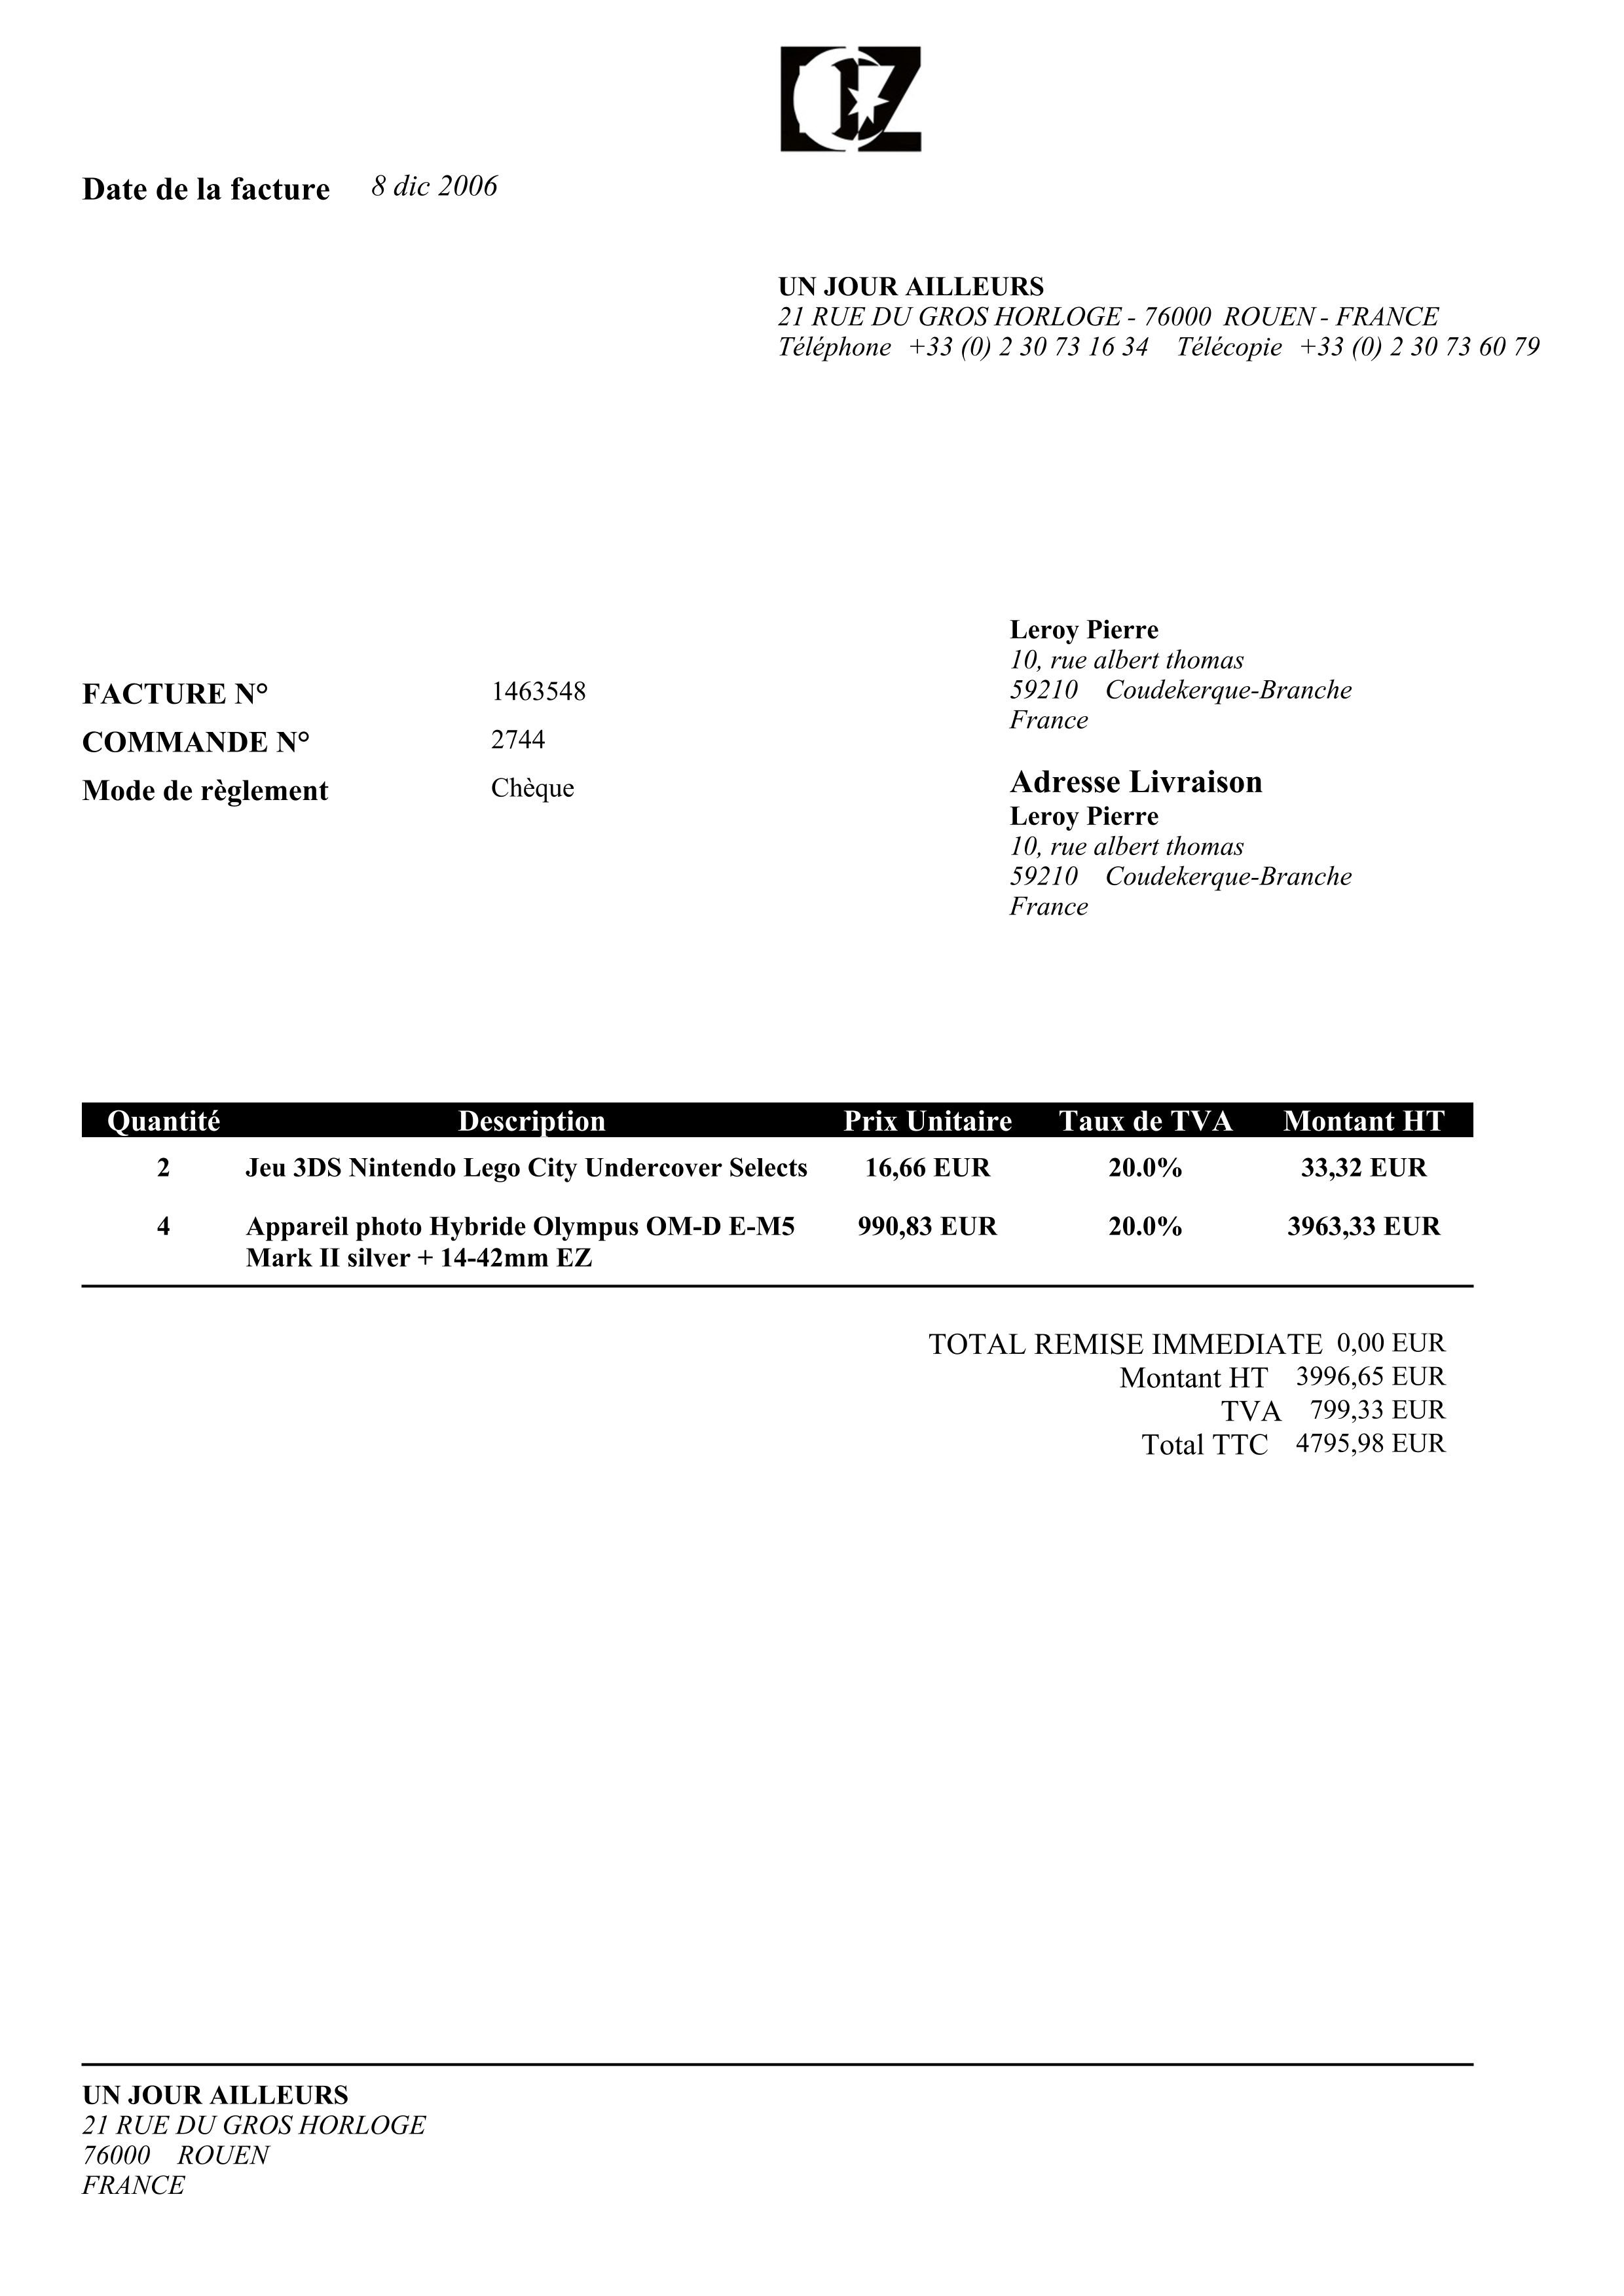 Date de la facture 8 dic 2006
UN JOUR AILLEURS
21 RUE DU GROS HORLOGE - 76000 ROUEN - FRANCE
Téléphone +33 (0) 2 30 73 16 34 Télécopie +33 (0) 2 30 73 60 79
Leroy Pierre
10, rue albert thomas
59210 Coudekerque-Branche
France
FACTURE N° 1463548
COMMANDE N° 2744
Mode de règlement Chèque
Adresse Livraison
Leroy Pierre
10, rue albert thomas
59210 Coudekerque-Branche
France
Quantité Description Prix Unitaire Taux de TVA Montant HT
2 Jeu 3DS Nintendo Lego City Undercover Selects 16,66 EUR 20.0% 33,32 EUR
4 Appareil photo Hybride Olympus OM-D E-M5 990,83 EUR 20.0% 3963,33 EUR
Mark II silver + 14-42mm EZ
TOTAL REMISE IMMEDIATE 0,00 EUR
Montant HT 3996,65 EUR
TVA 799,33 EUR
Total TTC 4795,98 EUR
UN JOUR AILLEURS
21 RUE DU GROS HORLOGE
76000 ROUEN
FRANCE